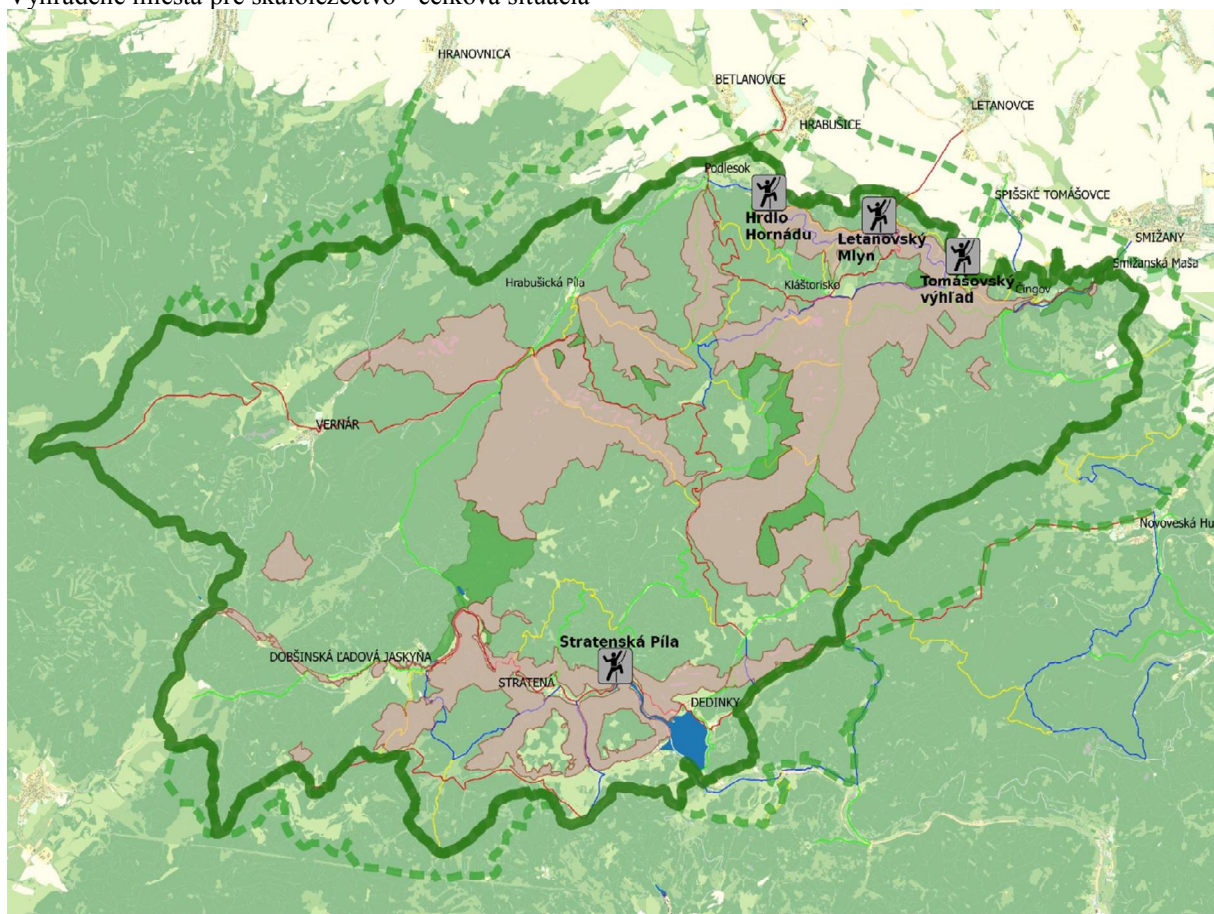 Vyhradené miesta pre skalolezectvo - celková situácia
HRANOVNICA
BETLANOVCE
LETANOVCE
HRABUŠICE
Podlesok
SPIŠSKÉ TOMÁŠOVCE
Hrdlo
Hornádu
Letanovský
Mlyn
SMIŽANY
Smižanská Maša
Tomášovský
výhľad
Čingov
Kláštorisko
Hrabušická Píla
VERNÁR
Novoveská Hu
Stratenská Píla
DOBŠINSKÁ ĽADOVÁ JASKYŇA
STRATENÁ
DEDINKY